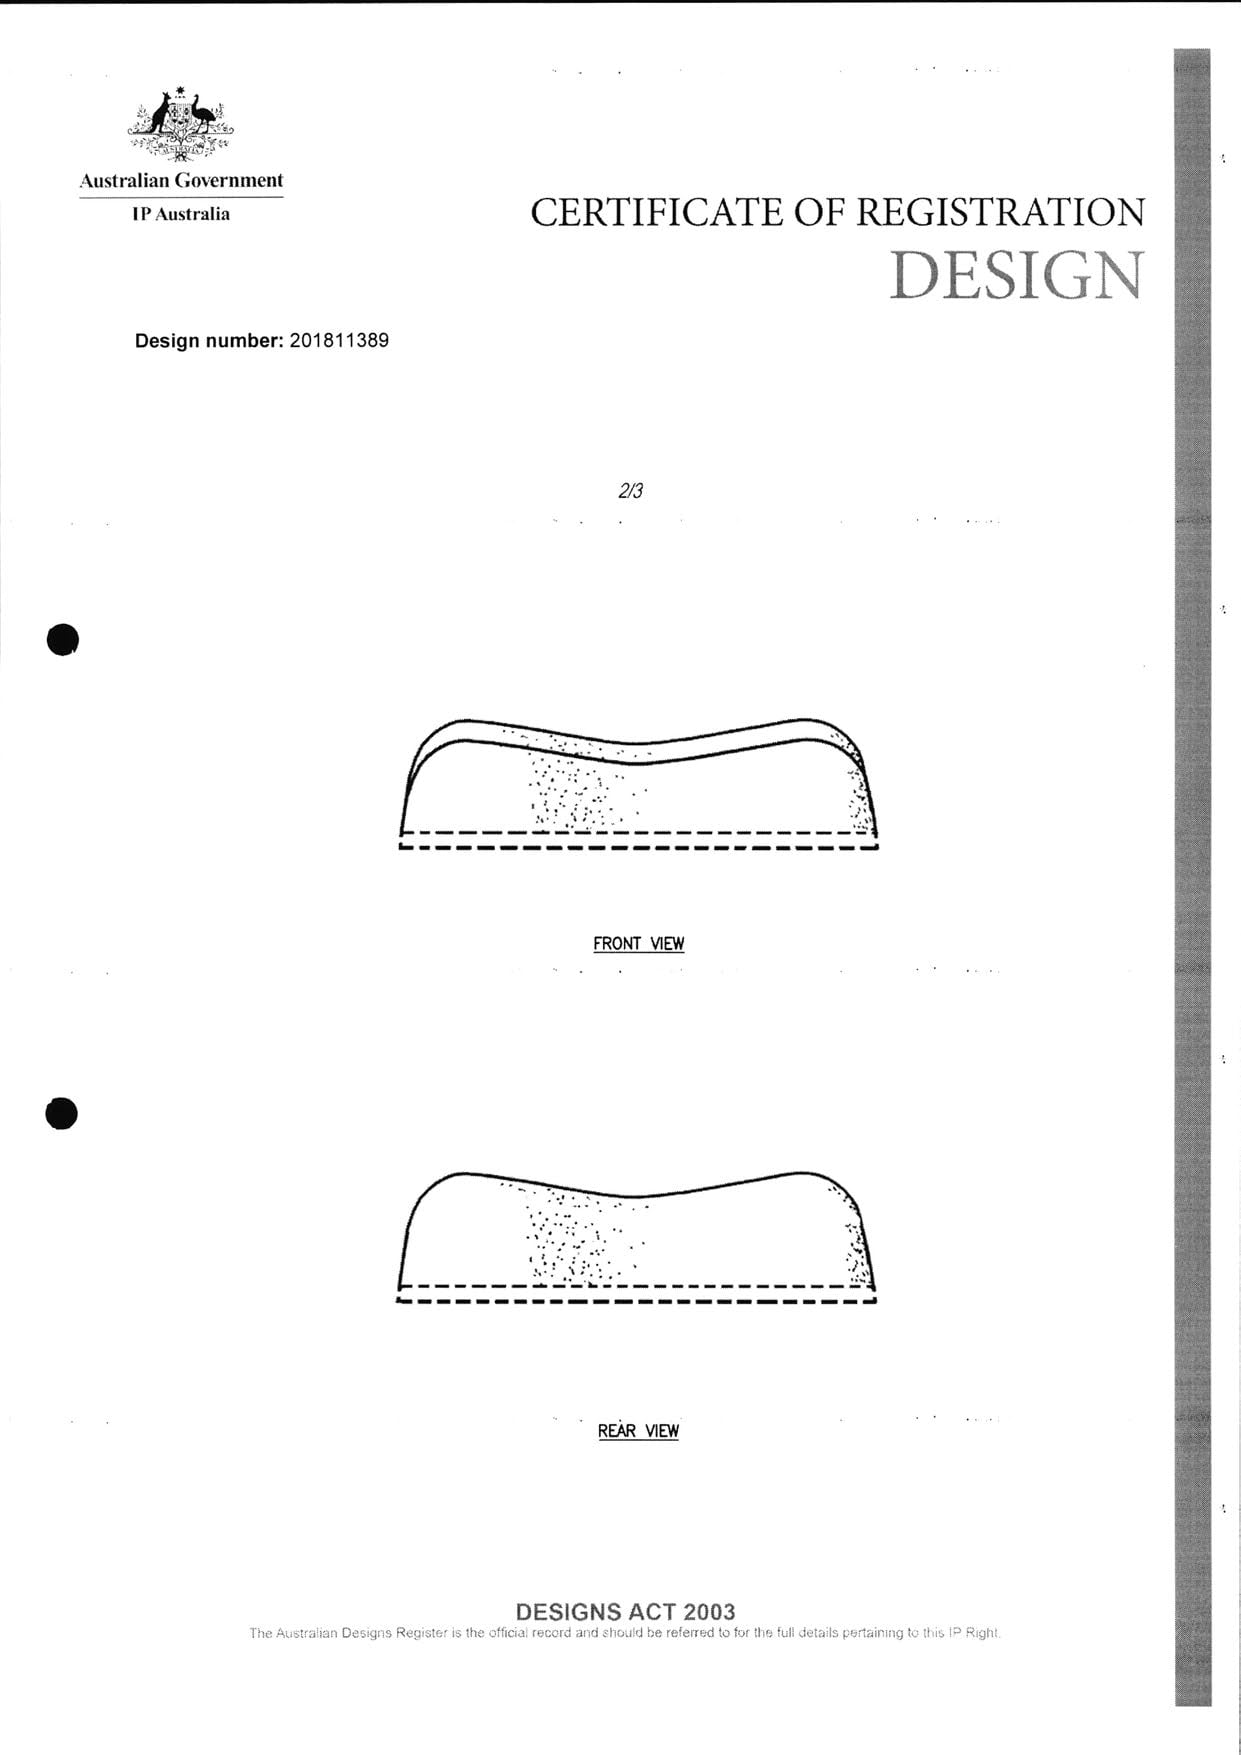 Australian Government
IP Australia
CERTIFICATE OF REGISTRATION
DESIGN
Design number: 201811389
2/3
FRONT VIEW
REAR VIEW
DESIGNS ACT 2003
The Australian Designs Register is the official record and should be referred to for the full details pertaining to this IP Right.